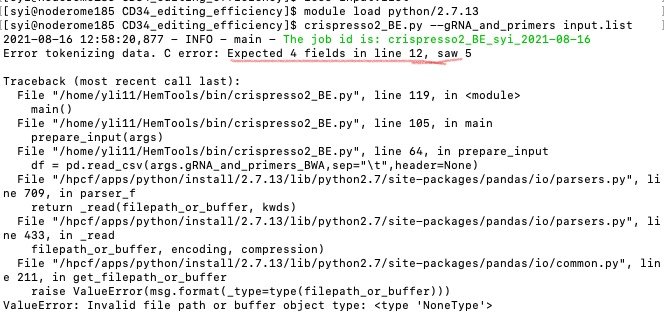 [[syi@noderome185 CD34_editing_efficiency]$ module load python/2.7.13
[[syi@noderome185 CD34_editing_efficiency]$ crispresso2_BE.py --gRNA_and_primers input.list
2021-08-16 12:58:20,877 - INFO - main - The job id is: crispresso2_BE_syi_2021-08-16
Error tokenizing data. C error: Expected 4 fields in line 12, saw 5
Traceback (most recent call last):
  File "/home/yli11/HemTools/bin/crispresso2_BE.py", line 119, in <module>
    main()
  File "/home/yli11/HemTools/bin/crispresso2_BE.py", line 105, in main
    prepare_input(args)
  File "/home/yli11/HemTools/bin/crispresso2_BE.py", line 64, in prepare_input
    df = pd.read_csv(args.gRNA_and_primers_BWA,sep="\t",header=None)
  File "/hpcf/apps/python/install/2.7.13/lib/python2.7/site-packages/pandas/io/parsers.py", li
ne 709, in parser_f
    return _read(filepath_or_buffer, kwds)
  File "/hpcf/apps/python/install/2.7.13/lib/python2.7/site-packages/pandas/io/parsers.py", li
ne 433, in _read
    filepath_or_buffer, encoding, compression)
  File "/hpcf/apps/python/install/2.7.13/lib/python2.7/site-packages/pandas/io/common.py", lin
e 211, in get_filepath_or_buffer
    raise ValueError(msg.format(_type=type(filepath_or_buffer)))
ValueError: Invalid file path or buffer object type: <type 'NoneType'>